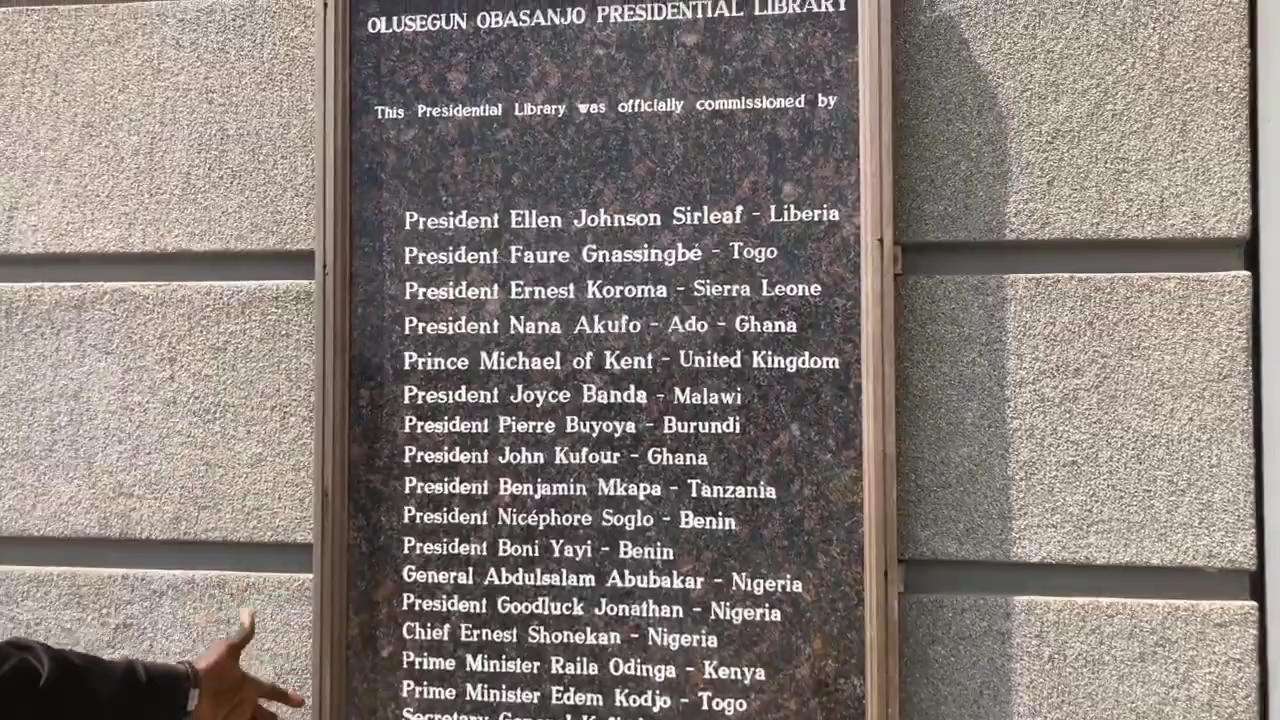 OLUSEGUN OBASANJO PRESIDENTIAL LIBRARY
This Presidential Library was officially commissioned by
President Ellen Johnson Sirleaf - Liberia
President Faure Gnassingbé - Togo
President Ernest Koroma - Sierra Leone
President Nana Akufo - Ado - Ghana
Prince Michael of Kent - United Kingdom
President Joyce Banda - Malawi
President Pierre Buyoya - Burundi
President John Kufour - Ghana
President Benjamin Mkapa - Tanzania
President Nicéphore Soglo - Benin
President Boni Yayi - Benin
General Abdulsalam Abubakar - Nigeria
President Goodluck Jonathan - Nigeria
Chief Ernest Shonekan - Nigeria
Prime Minister Raila Odinga - Kenya
Prime Minister Edem Kodjo - Togo
Secretary General